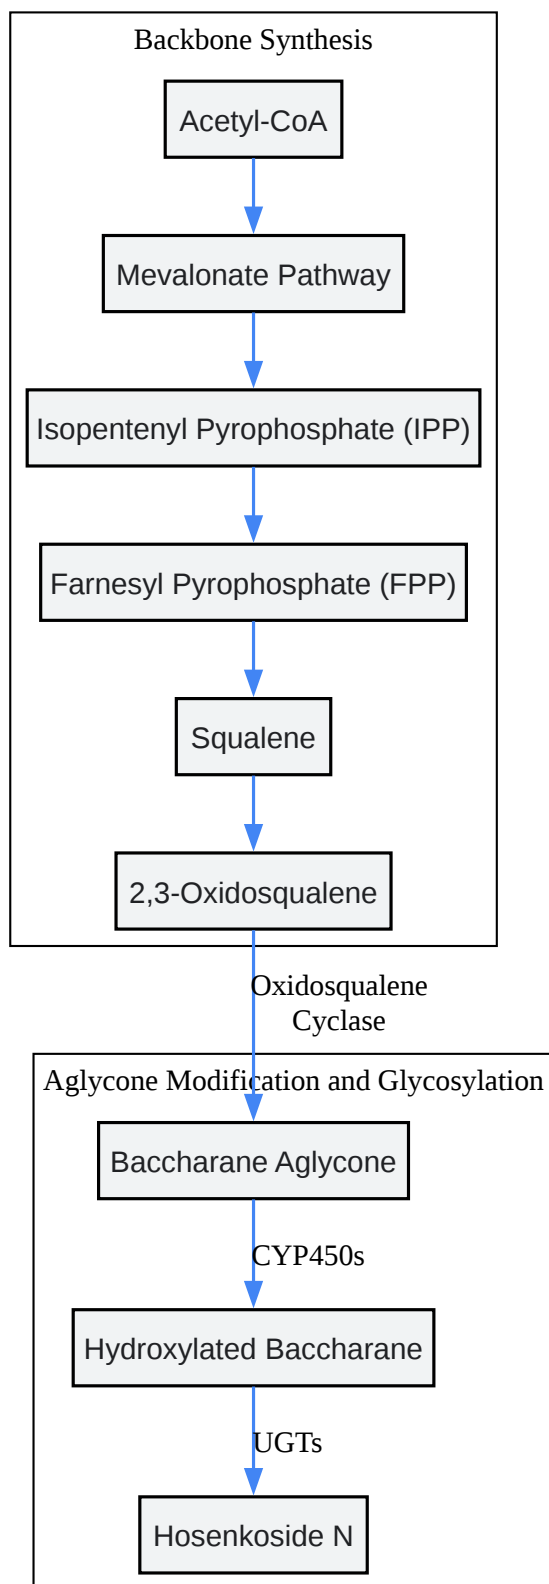 Backbone Synthesis
Acetyl-CoA
Mevalonate Pathway
Isopentenyl Pyrophosphate (IPP)
Farnesyl Pyrophosphate (FPP)
Squalene
2,3-Oxidosqualene
Oxidosqualene
Cyclase
Aglycone Modification and Glycosylation
Baccharane Aglycone
CYP450s
Hydroxylated Baccharane
UGTs
Hosenkoside N